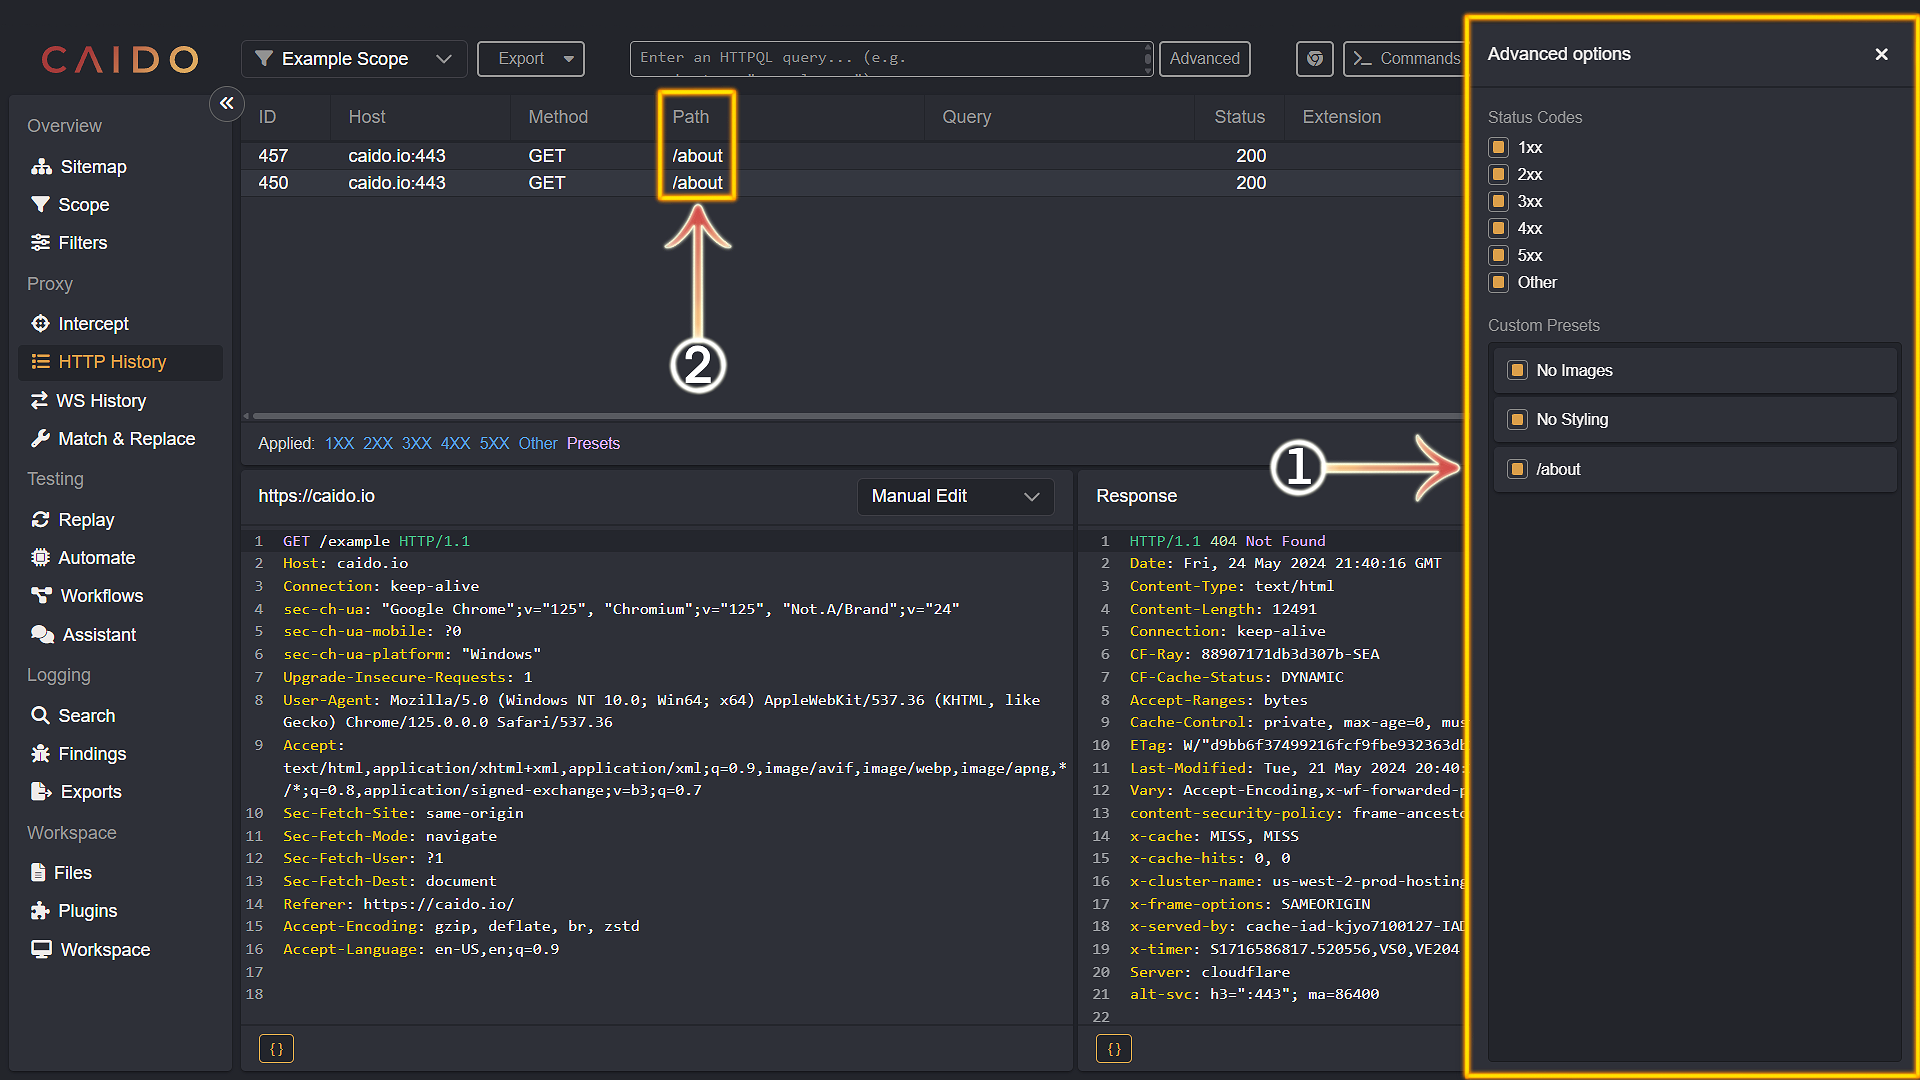 CAIDO
Example Scope
Export
Enter an HTTPQL query... (e.g.
Advanced
Commands
Advanced options
Overview
Sitemap
Scope
Filters
Proxy
Intercept
HTTP History
WS History
Match & Replace
Testing
Replay
Automate
Workflows
Assistant
Logging
Search
Findings
Exports
Workspace
Files
Plugins
Workspace
ID Host Method Path Query Status Extension
457 caido.io:443 GET /about 200
450 caido.io:443 GET /about 200
2
Applied: 1XX 2XX 3XX 4XX 5XX Other Presets
1
https://caido.io
Manual Edit
1 GET /example HTTP/1.1
2 Host: caido.io
3 Connection: keep-alive
4 sec-ch-ua: "Google Chrome";v="125", "Chromium";v="125", "Not.A/Brand";v="24"
5 sec-ch-ua-mobile: ?0
6 sec-ch-ua-platform: "Windows"
7 Upgrade-Insecure-Requests: 1
8 User-Agent: Mozilla/5.0 (Windows NT 10.0; Win64; x64) AppleWebKit/537.36 (KHTML, like
Gecko) Chrome/125.0.0.0 Safari/537.36
9 Accept:
text/html,application/xhtml+xml,application/xml;q=0.9,image/avif,image/webp,image/apng,*
/*;q=0.8,application/signed-exchange;v=b3;q=0.7
10 Sec-Fetch-Site: same-origin
11 Sec-Fetch-Mode: navigate
12 Sec-Fetch-User: ?1
13 Sec-Fetch-Dest: document
14 Referer: https://caido.io/
15 Accept-Encoding: gzip, deflate, br, zstd
16 Accept-Language: en-US,en;q=0.9
17
18
{}
Response
1 HTTP/1.1 404 Not Found
2 Date: Fri, 24 May 2024 21:40:16 GMT
3 Content-Type: text/html
4 Content-Length: 12491
5 Connection: keep-alive
6 CF-Ray: 88907171db3d307b-SEA
7 CF-Cache-Status: DYNAMIC
8 Accept-Ranges: bytes
9 Cache-Control: private, max-age=0, mus
10 ETag: W/"d9bb6f37499216fcf9fbe932363db
11 Last-Modified: Tue, 21 May 2024 20:40:
12 Vary: Accept-Encoding,x-wf-forwarded-p
13 content-security-policy: frame-ancesto
14 x-cache: MISS, MISS
15 x-cache-hits: 0, 0
16 x-cluster-name: us-west-2-prod-hosting
17 x-frame-options: SAMEORIGIN
18 x-served-by: cache-iad-kjyo7100127-IAD
19 x-timer: S1716586817.520556,VS0,VE204
20 Server: cloudflare
21 alt-svc: h3=":443"; ma=86400
22
{}
Status Codes
1xx
2xx
3xx
4xx
5xx
Other
Custom Presets
No Images
No Styling
/about